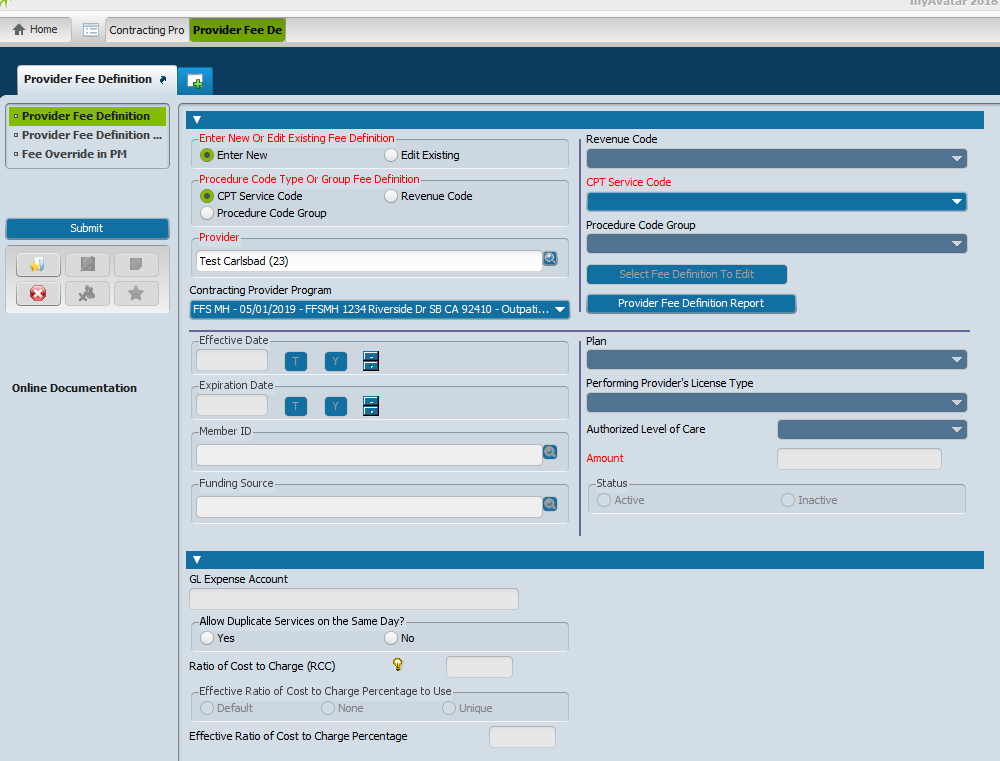 myAvatar 2018
Home
Contracting Pro
Provider Fee De
Provider Fee Definition
Provider Fee Definition
Provider Fee Definition ...
Fee Override in PM
Submit
Online Documentation
Enter New Or Edit Existing Fee Definition
Enter New
Edit Existing
Procedure Code Type Or Group Fee Definition
CPT Service Code
Revenue Code
Procedure Code Group
Provider
Test Carlsbad (23)
Contracting Provider Program
FFS MH - 05/01/2019 - FFSMH 1234 Riverside Dr SB CA 92410 - Outpati...
Revenue Code
CPT Service Code
Procedure Code Group
Select Fee Definition To Edit
Provider Fee Definition Report
Effective Date
T
Y
Expiration Date
T
Y
Member ID
Funding Source
Plan
Performing Provider's License Type
Authorized Level of Care
Amount
Status
Active
Inactive
GL Expense Account
Allow Duplicate Services on the Same Day?
Yes
No
Ratio of Cost to Charge (RCC)
Effective Ratio of Cost to Charge Percentage to Use
Default
None
Unique
Effective Ratio of Cost to Charge Percentage